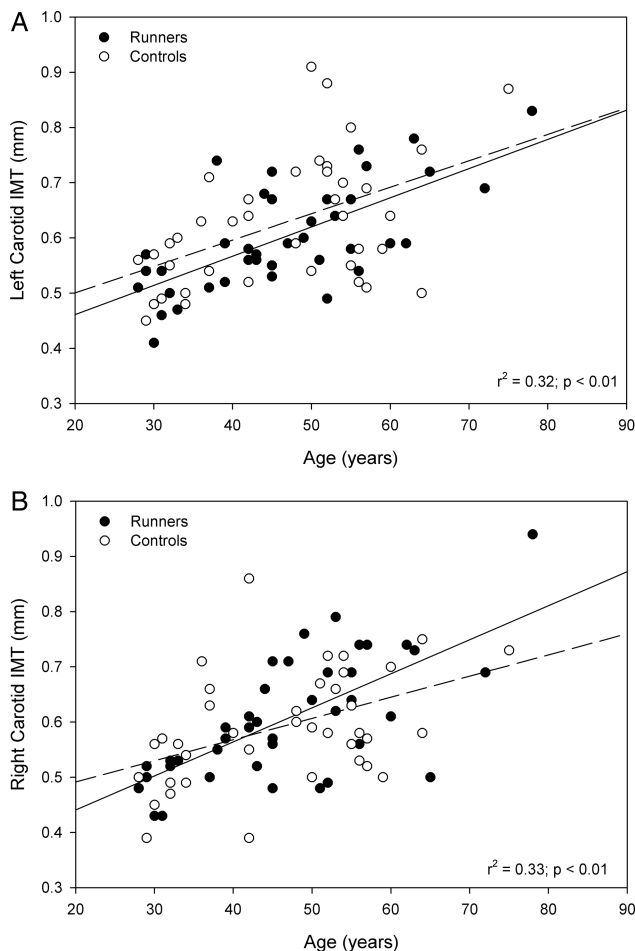 A
Runners
Controls
1.0
0.9
0.8
0.7
0.6
0.5
0.4
0.3
Left Carotid IMT (mm)
r² = 0.32; p < 0.01
20 30 40 50 60 70 80 90
Age (years)
B
Runners
Controls
1.0
0.9
0.8
0.7
0.6
0.5
0.4
0.3
Right Carotid IMT (mm)
r² = 0.33; p < 0.01
20 30 40 50 60 70 80 90
Age (years)